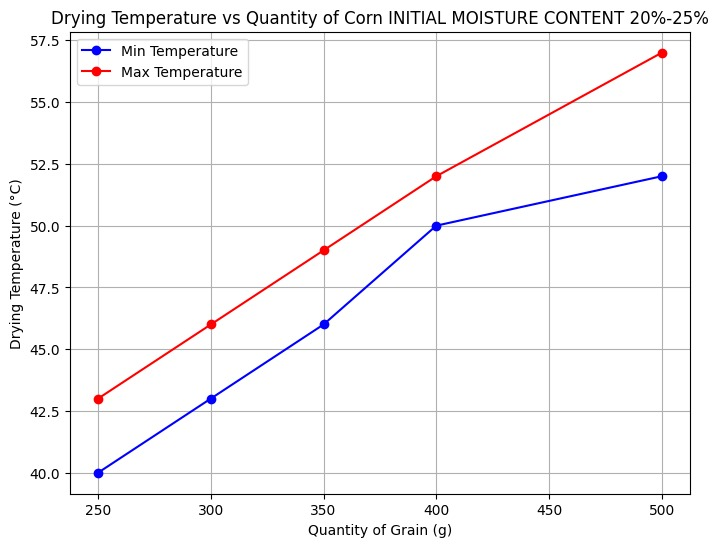 Drying Temperature vs Quantity of Corn INITIAL MOISTURE CONTENT 20%-25%
Min Temperature
Max Temperature
Drying Temperature (°C)
57.5
55.0
52.5
50.0
47.5
45.0
42.5
40.0
250 300 350 400 450 500
Quantity of Grain (g)